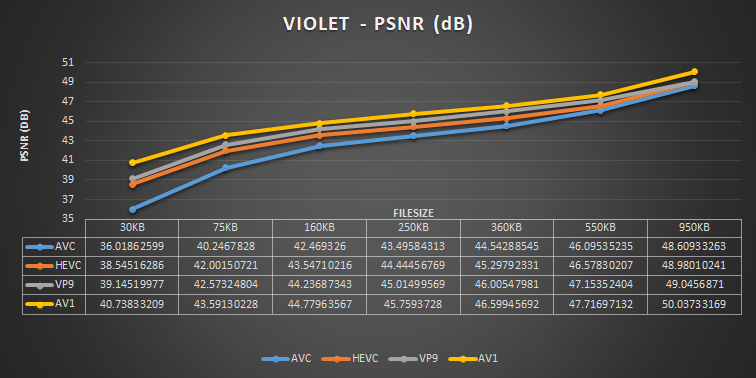 VIOLET - PSNR (dB)
51
49
47
45
43
41
39
37
35
PSNR (DB)
FILESIZE
30KB 75KB 160KB 250KB 360KB 550KB 950KB
AVC 36.01862599 40.2467828 42.469326 43.49584313 44.54288545 46.09535235 48.60933263
HEVC 38.54516286 42.00150721 43.54710216 44.44456769 45.29792331 46.57830207 48.98010241
VP9 39.14519977 42.57324804 44.23687343 45.01499569 46.00547981 47.15352404 49.0456871
AV1 40.73833209 43.59130228 44.77963567 45.7593728 46.59945692 47.71697132 50.03733169
AVC HEVC VP9 AV1